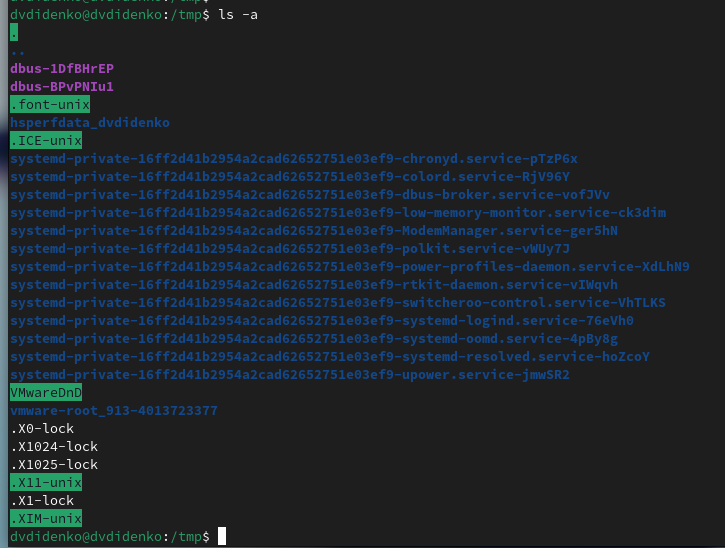 dvdidenko@dvdidenko:/tmp$ ls -a
.
..
dbus-1DfBHrEP
dbus-BPvPNIu1
.font-unix
hsperfdata_dvdidenko
.ICE-unix
systemd-private-16ff2d41b2954a2cad62652751e03ef9-chronyd.service-pTzP6x
systemd-private-16ff2d41b2954a2cad62652751e03ef9-colord.service-RjV96Y
systemd-private-16ff2d41b2954a2cad62652751e03ef9-dbus-broker.service-vofJVv
systemd-private-16ff2d41b2954a2cad62652751e03ef9-low-memory-monitor.service-ck3dim
systemd-private-16ff2d41b2954a2cad62652751e03ef9-ModemManager.service-ger5hN
systemd-private-16ff2d41b2954a2cad62652751e03ef9-polkit.service-vWUy7J
systemd-private-16ff2d41b2954a2cad62652751e03ef9-power-profiles-daemon.service-XdLhN9
systemd-private-16ff2d41b2954a2cad62652751e03ef9-rtkit-daemon.service-vIWqvh
systemd-private-16ff2d41b2954a2cad62652751e03ef9-switcheroo-control.service-VhTLKS
systemd-private-16ff2d41b2954a2cad62652751e03ef9-systemd-logind.service-76eVh0
systemd-private-16ff2d41b2954a2cad62652751e03ef9-systemd-oomd.service-4pBy8g
systemd-private-16ff2d41b2954a2cad62652751e03ef9-systemd-resolved.service-hoZcoY
systemd-private-16ff2d41b2954a2cad62652751e03ef9-upower.service-jmwSR2
VMwareDnD
vmware-root_913-4013723377
.X0-lock
.X1024-lock
.X1025-lock
.X11-unix
.X1-lock
.XIM-unix
dvdidenko@dvdidenko:/tmp$